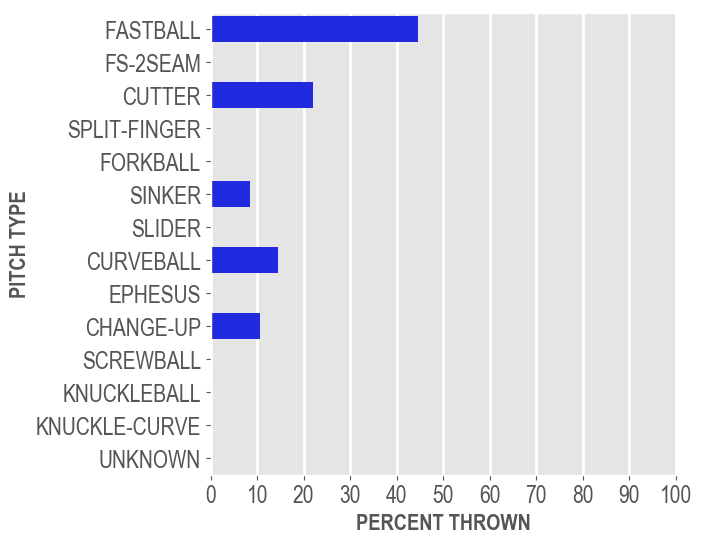 FASTBALL
FS-2SEAM
CUTTER
SPLIT-FINGER
FORKBALL
SINKER
SLIDER
CURVEBALL
EPHESUS
CHANGE-UP
SCREWBALL
KNUCKLEBALL
KNUCKLE-CURVE
UNKNOWN
PITCH TYPE
0 10 20 30 40 50 60 70 80 90 100
PERCENT THROWN